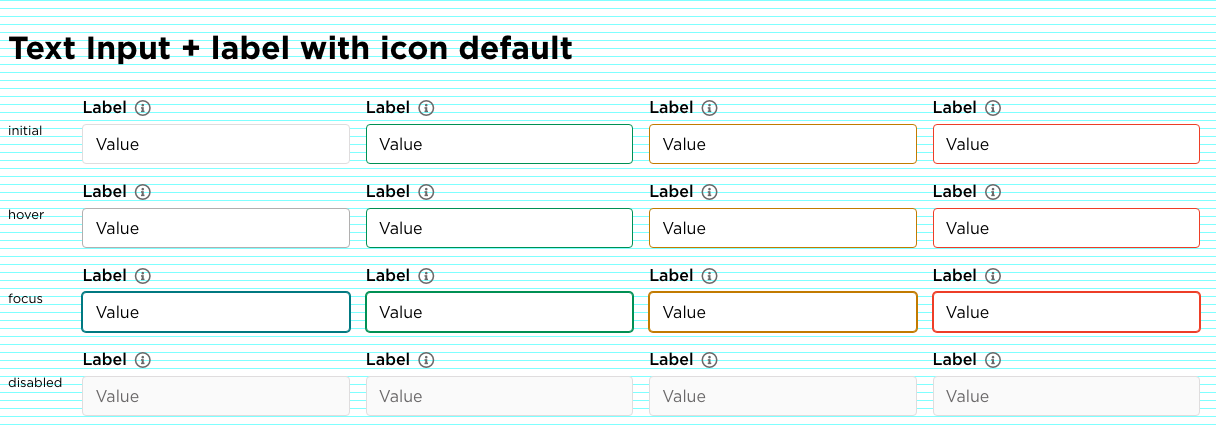 Text Input + label with icon default
Label Label Label Label
initial Value Value Value Value
Label Label Label Label
hover Value Value Value Value
Label Label Label Label
focus Value Value Value Value
Label Label Label Label
disabled Value Value Value Value